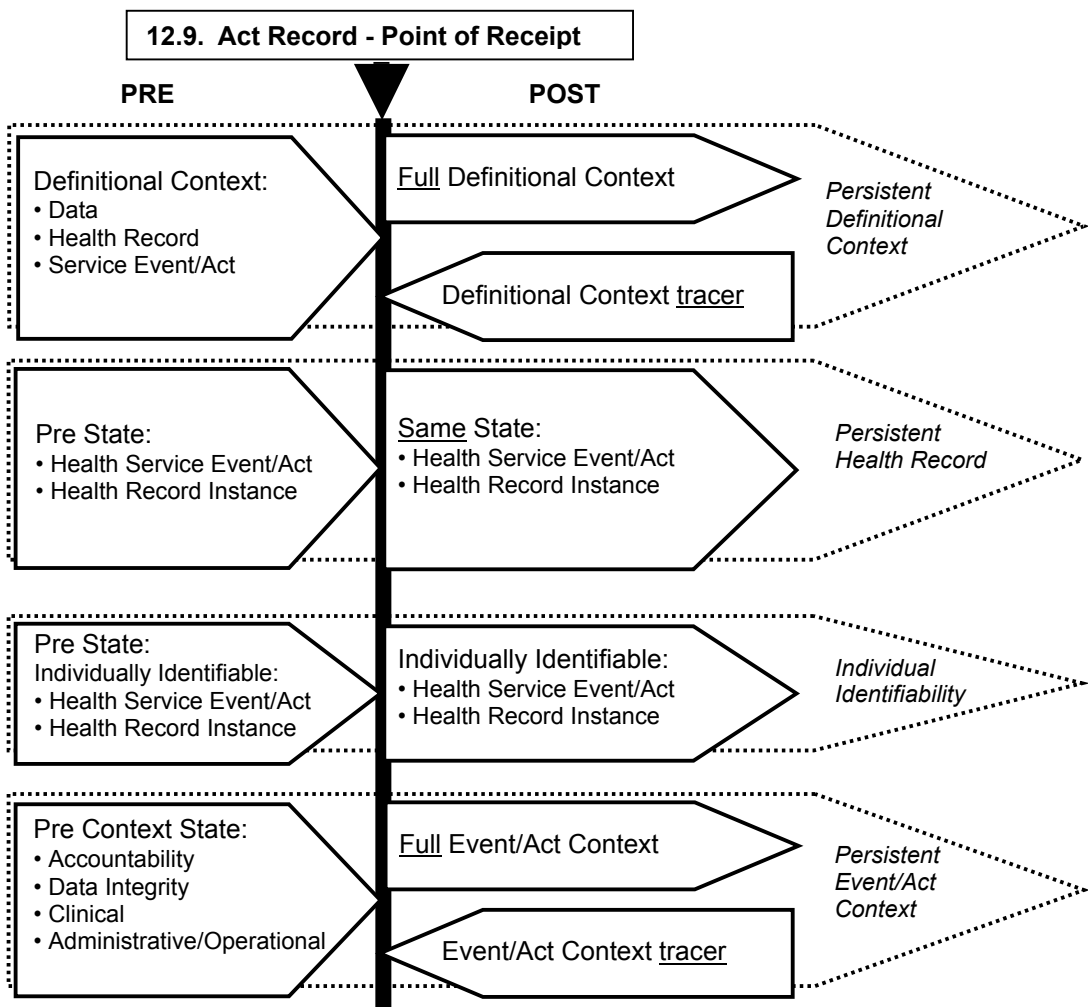 12.9. Act Record - Point of Receipt
PRE
POST
Definitional Context:
• Data
• Health Record
• Service Event/Act
Full Definitional Context
Definitional Context tracer
Persistent
Definitional
Context
Pre State:
• Health Service Event/Act
• Health Record Instance
Same State:
• Health Service Event/Act
• Health Record Instance
Persistent
Health Record
Pre State:
Individually Identifiable:
• Health Service Event/Act
• Health Record Instance
Individually Identifiable:
• Health Service Event/Act
• Health Record Instance
Individual
Identifiability
Pre Context State:
• Accountability
• Data Integrity
• Clinical
• Administrative/Operational
Full Event/Act Context
Event/Act Context tracer
Persistent
Event/Act
Context